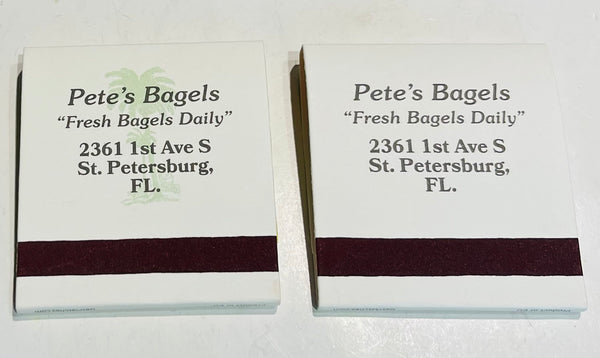 Pete's Bagels
"Fresh Bagels Daily"
2361 1st Ave S
St. Petersburg,
FL.
Pete's Bagels
"Fresh Bagels Daily"
2361 1st Ave S
St. Petersburg,
FL.